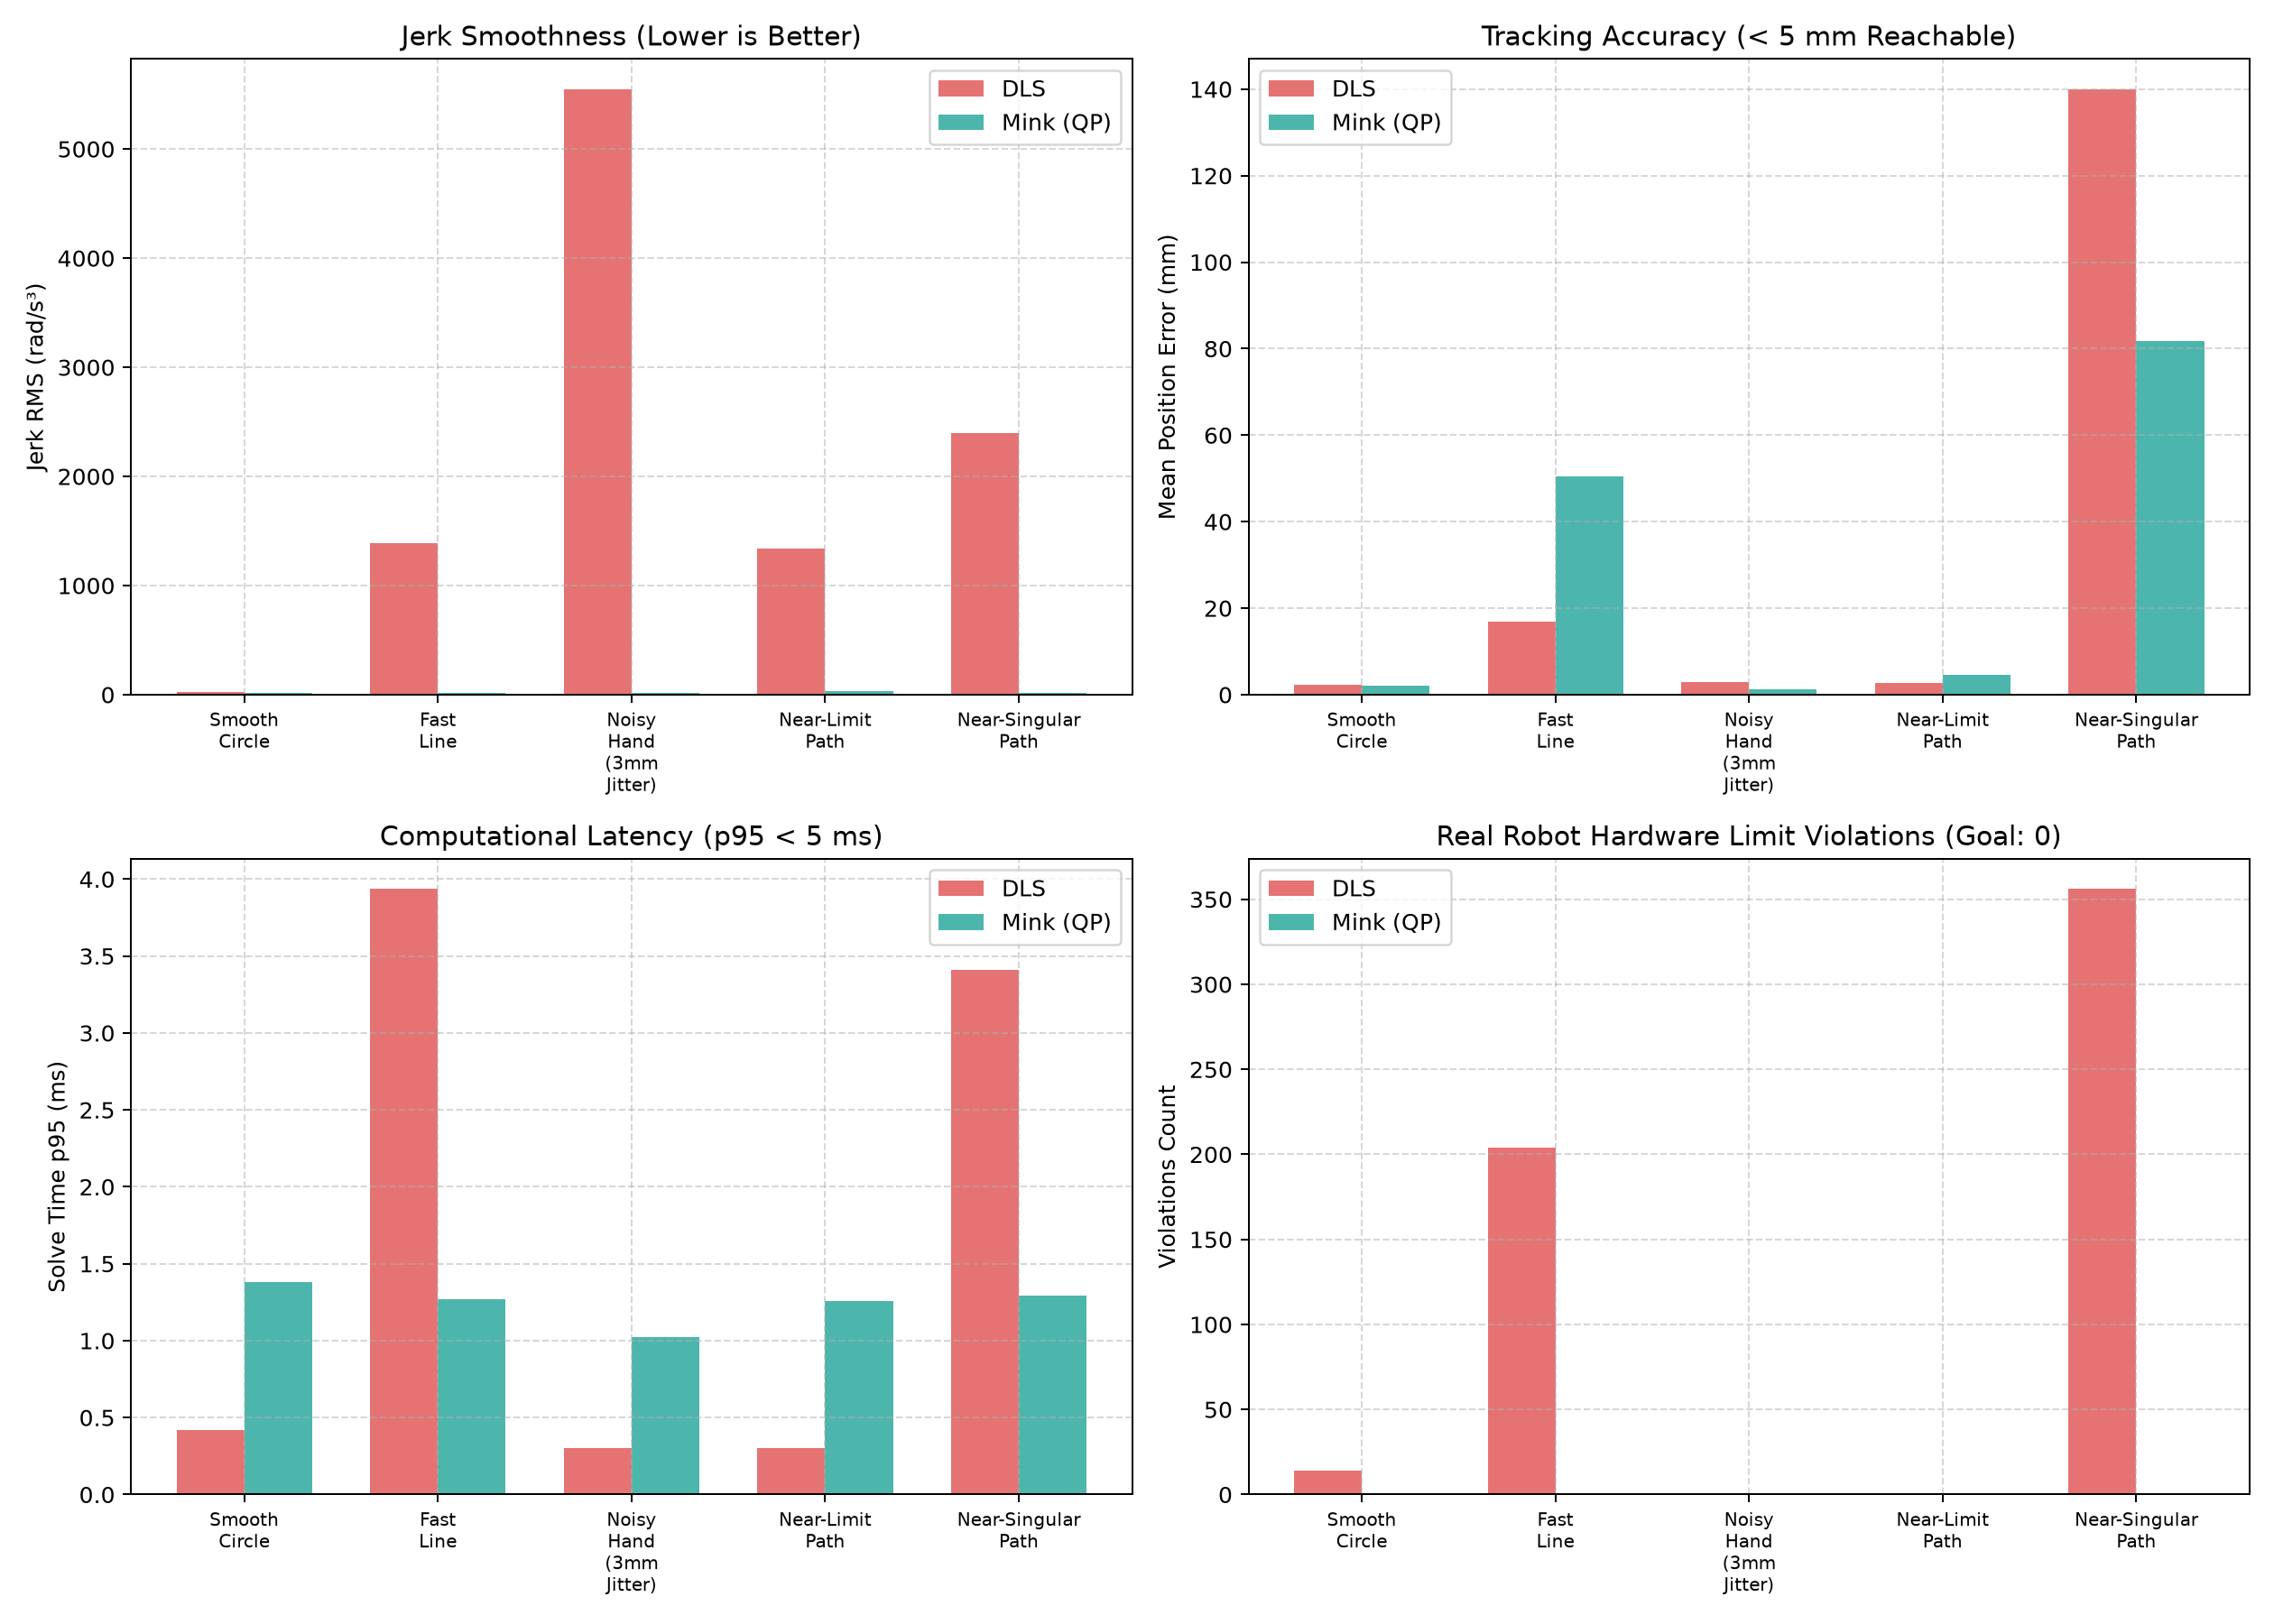 Jerk Smoothness (Lower is Better)
Jerk RMS (rad/s³)
5000
4000
3000
2000
1000
0
DLS
Mink (QP)
Smooth
Circle
Fast
Line
Noisy
Hand
(3mm
Jitter)
Near-Limit
Path
Near-Singular
Path
Tracking Accuracy (< 5 mm Reachable)
Mean Position Error (mm)
140
120
100
80
60
40
20
0
DLS
Mink (QP)
Smooth
Circle
Fast
Line
Noisy
Hand
(3mm
Jitter)
Near-Limit
Path
Near-Singular
Path
Computational Latency (p95 < 5 ms)
Solve Time p95 (ms)
4.0
3.5
3.0
2.5
2.0
1.5
1.0
0.5
0.0
DLS
Mink (QP)
Smooth
Circle
Fast
Line
Noisy
Hand
(3mm
Jitter)
Near-Limit
Path
Near-Singular
Path
Real Robot Hardware Limit Violations (Goal: 0)
Violations Count
350
300
250
200
150
100
50
0
DLS
Mink (QP)
Smooth
Circle
Fast
Line
Noisy
Hand
(3mm
Jitter)
Near-Limit
Path
Near-Singular
Path